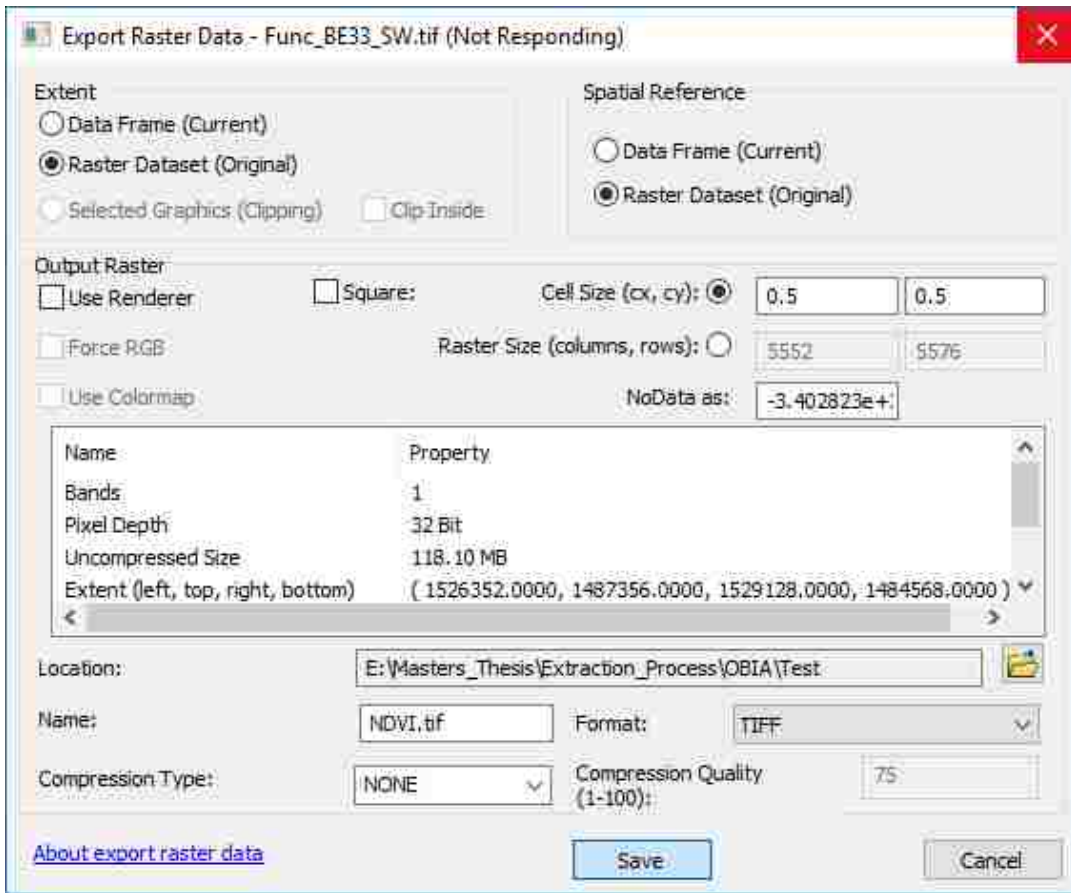 Export Raster Data - Func_BE33_SW.tif (Not Responding)
Extent
Data Frame (Current)
Raster Dataset (Original)
Selected Graphics (Clipping) Clip Inside
Spatial Reference
Data Frame (Current)
Raster Dataset (Original)
Output Raster
Use Renderer Square: Cell Size (cx, cy): 0.5 0.5
Force RGB Raster Size (columns, rows): 5552 5576
Use Colormap NoData as: -3.402823e+
Name Property
Bands 1
Pixel Depth 32 Bit
Uncompressed Size 118.10 MB
Extent (left, top, right, bottom) ( 1526352.0000, 1487356.0000, 1529128.0000, 1484568.0000 )
Location: E:\Masters_Thesis\Extraction_Process\OBIA\Test
Name: NDVI.tif Format: TIFF
Compression Type: NONE Compression Quality
(1-100): 75
About export raster data Save Cancel